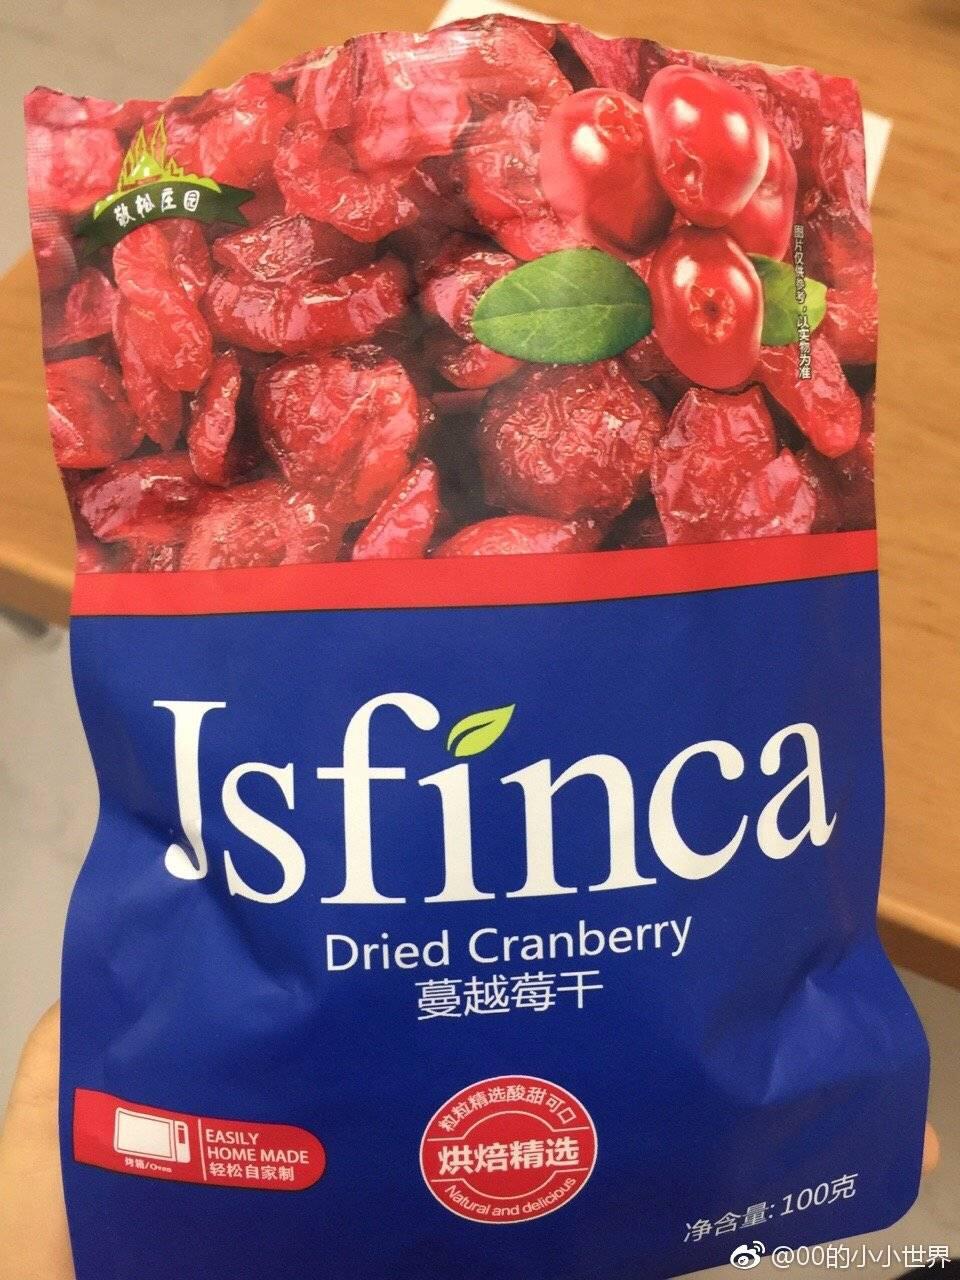 敬松庄园
图片仅供参考，以实物为准
Jsfinca
Dried Cranberry
蔓越莓干
烤箱/Oven
EASILY
HOME MADE
轻松自家制
粒粒精选酸甜可口
烘焙精选
Natural and delicious
净含量:100克
@00的小小世界